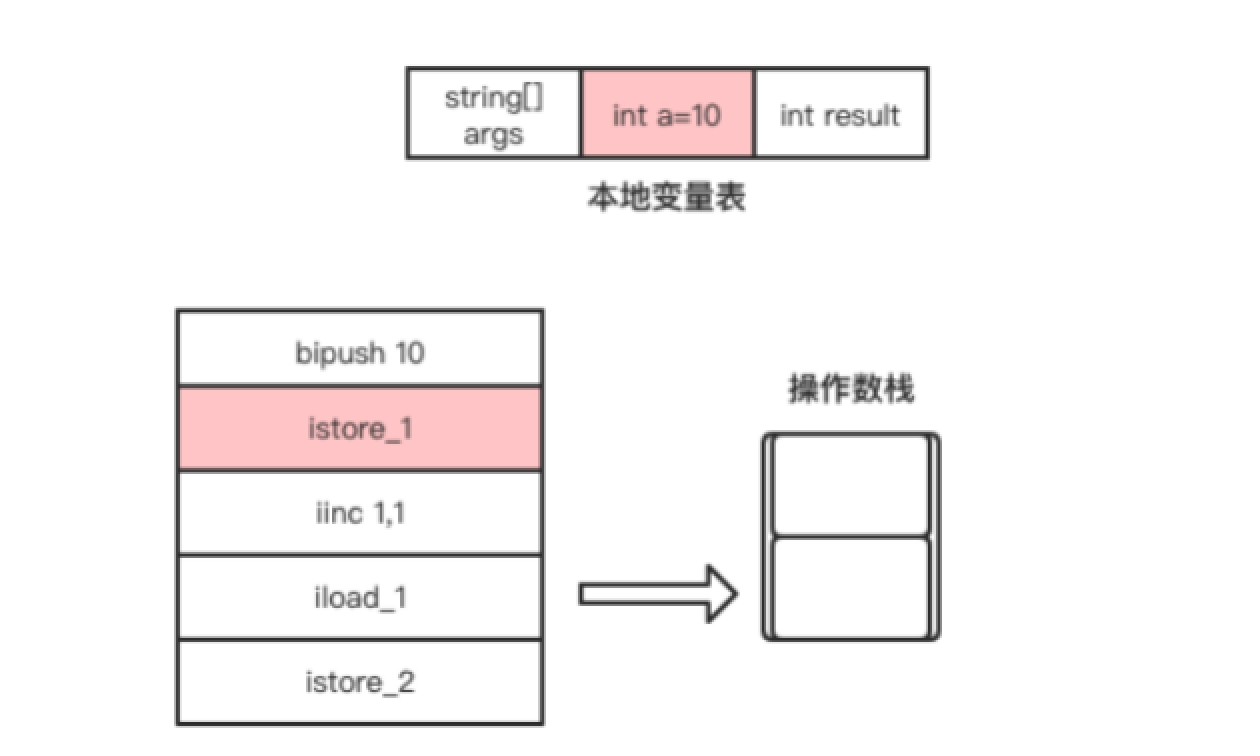 string[]
args
int a=10
int result
本地变量表
bipush 10
istore_1
iinc 1,1
iload_1
istore_2
操作数栈